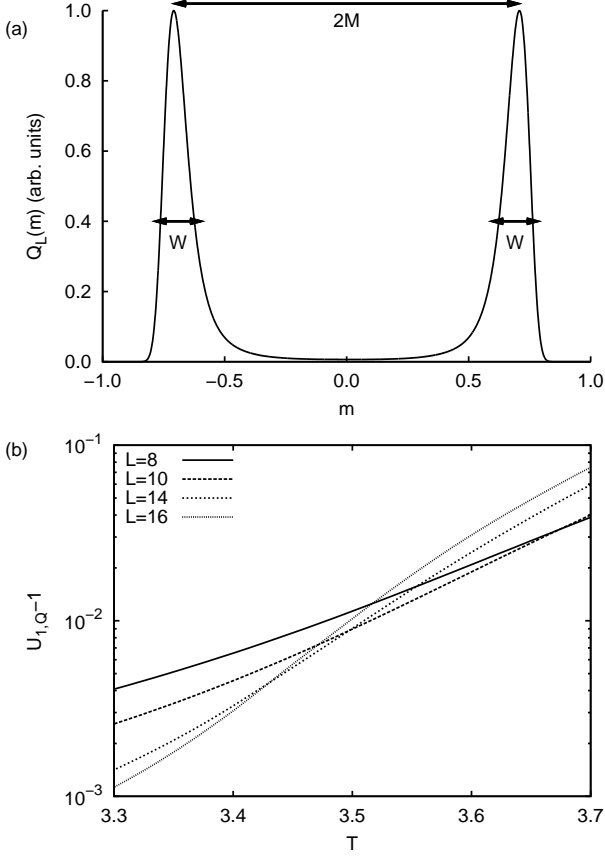 (a)
2M
Q_L(m) (arb. units)
1.0
0.8
0.6
0.4
0.2
0.0
W
W
−1.0
−0.5
0.0
0.5
1.0
m
(b)
U_{1,Q}−1
10^{−1}
10^{−2}
10^{−3}
L=8
L=10
L=14
L=16
3.3
3.4
3.5
3.6
3.7
T